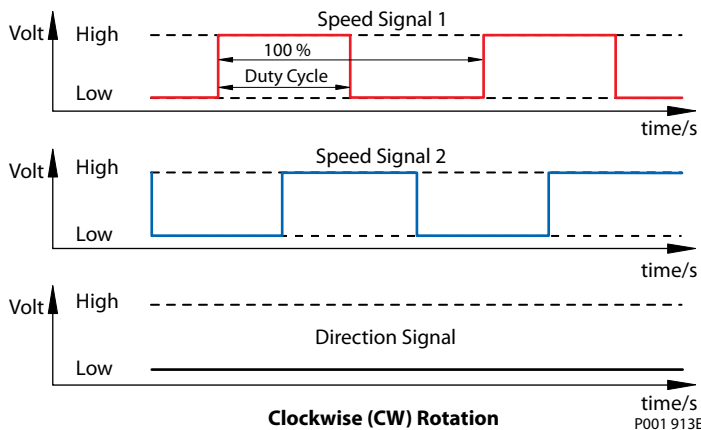 Speed Signal 1
Volt
High
100 %
Duty Cycle
Low
time/s
Speed Signal 2
Volt
High
Low
time/s
Volt
High
Direction Signal
Low
time/s
Clockwise (CW) Rotation
P001 913E